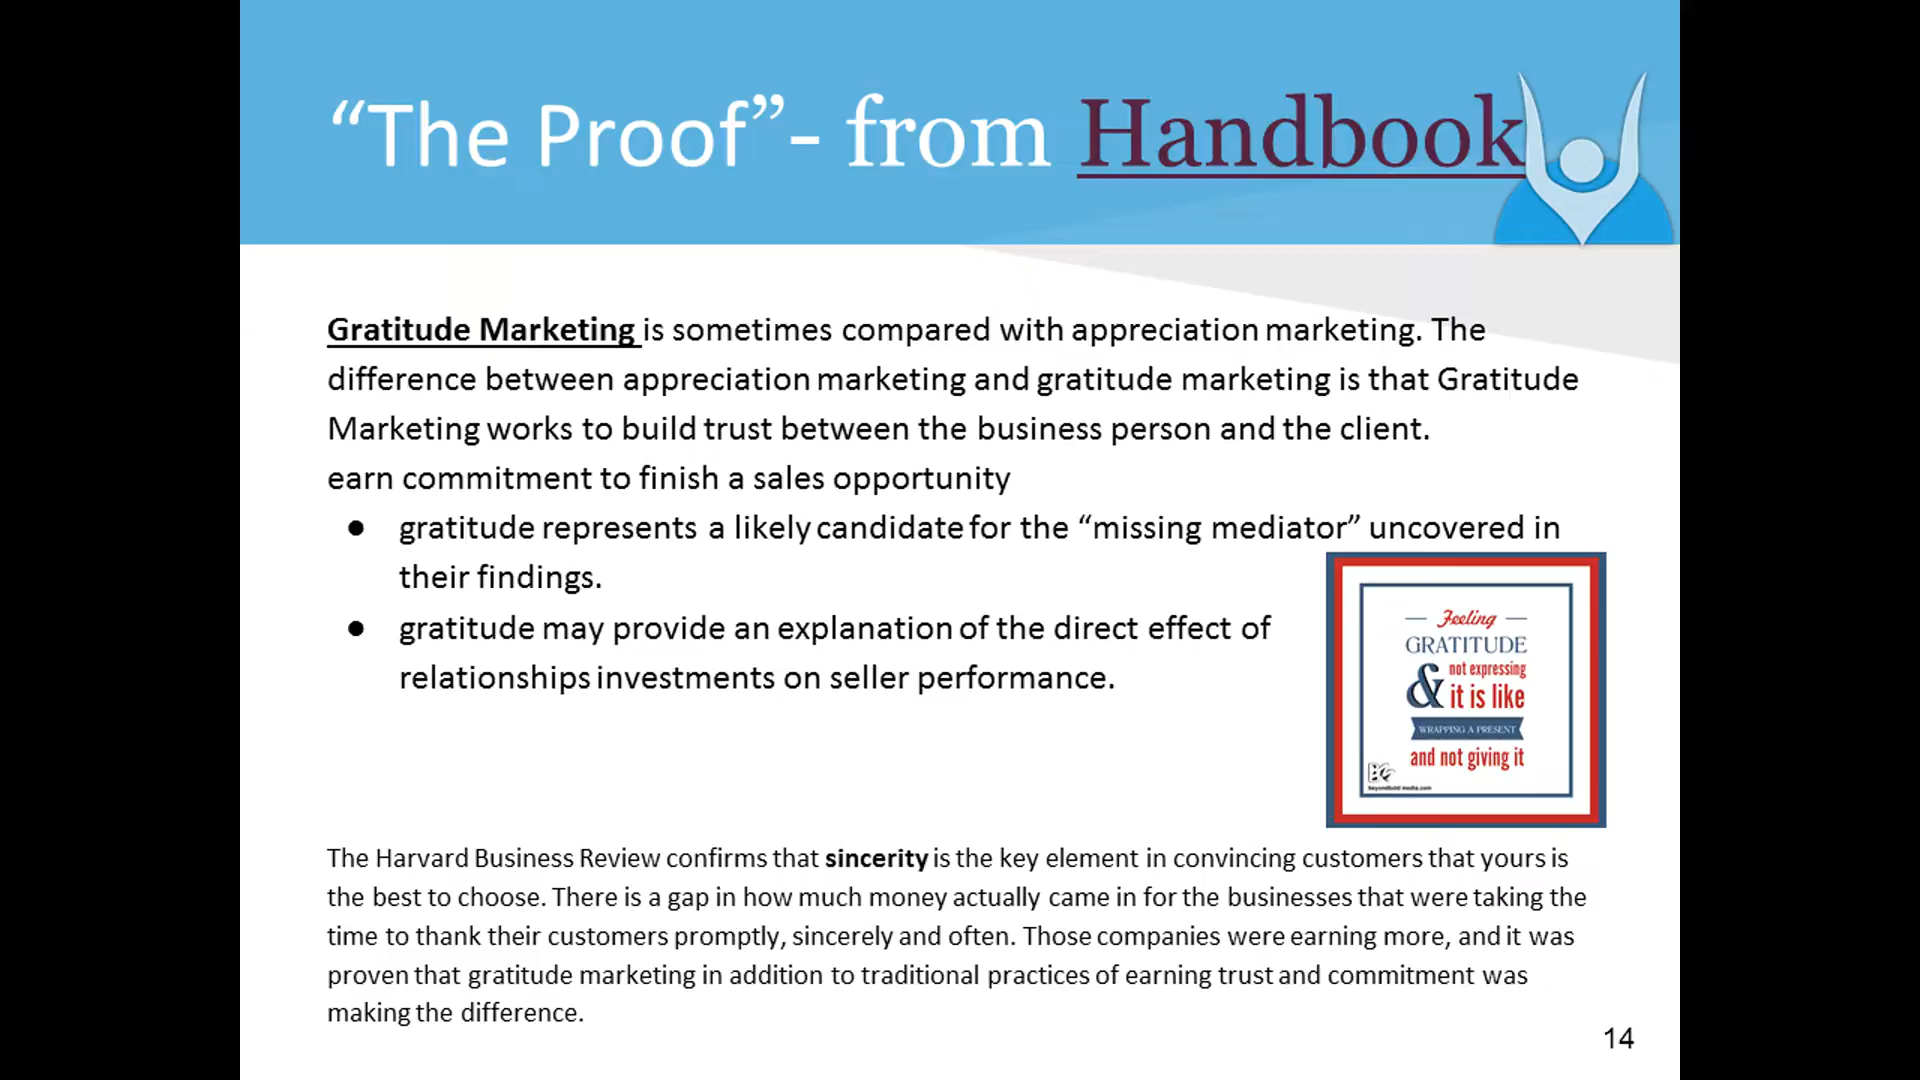 “The Proof”- from Handbook
Gratitude Marketing is sometimes compared with appreciation marketing. The
difference between appreciation marketing and gratitude marketing is that Gratitude
Marketing works to build trust between the business person and the client.
earn commitment to finish a sales opportunity
● gratitude represents a likely candidate for the “missing mediator” uncovered in
their findings.
● gratitude may provide an explanation of the direct effect of
relationships investments on seller performance.
Feeling
GRATITUDE
& not expressing
it is like
WRAPPING A PRESENT
and not giving it
beyondbold media.com
The Harvard Business Review confirms that sincerity is the key element in convincing customers that yours is
the best to choose. There is a gap in how much money actually came in for the businesses that were taking the
time to thank their customers promptly, sincerely and often. Those companies were earning more, and it was
proven that gratitude marketing in addition to traditional practices of earning trust and commitment was
making the difference.
14